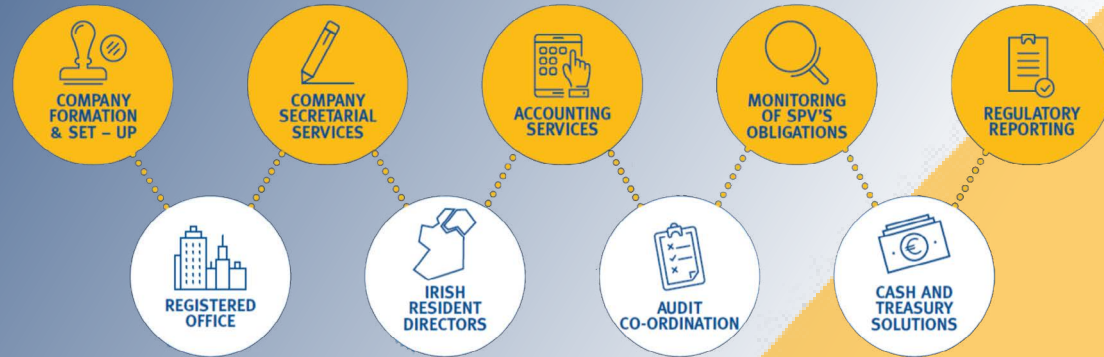 COMPANY
FORMATION
& SET – UP
COMPANY
SECRETARIAL
SERVICES
ACCOUNTING
SERVICES
MONITORING
OF SPV'S
OBLIGATIONS
REGULATORY
REPORTING
REGISTERED
OFFICE
IRISH
RESIDENT
DIRECTORS
AUDIT
CO-ORDINATION
CASH AND
TREASURY
SOLUTIONS